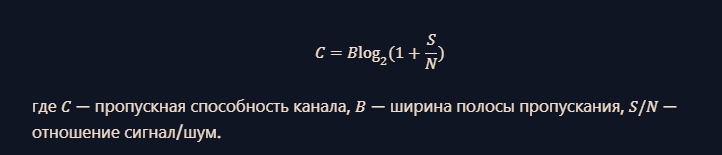 C = Blog₂(1 + S/N)
где C — пропускная способность канала, B — ширина полосы пропускания, S/N —
отношение сигнал/шум.